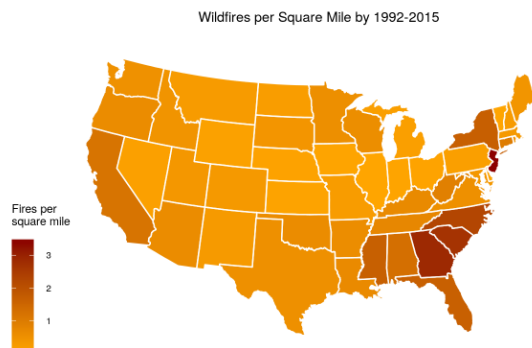 Wildfires per Square Mile by 1992-2015
Fires per
square mile
3
2
1